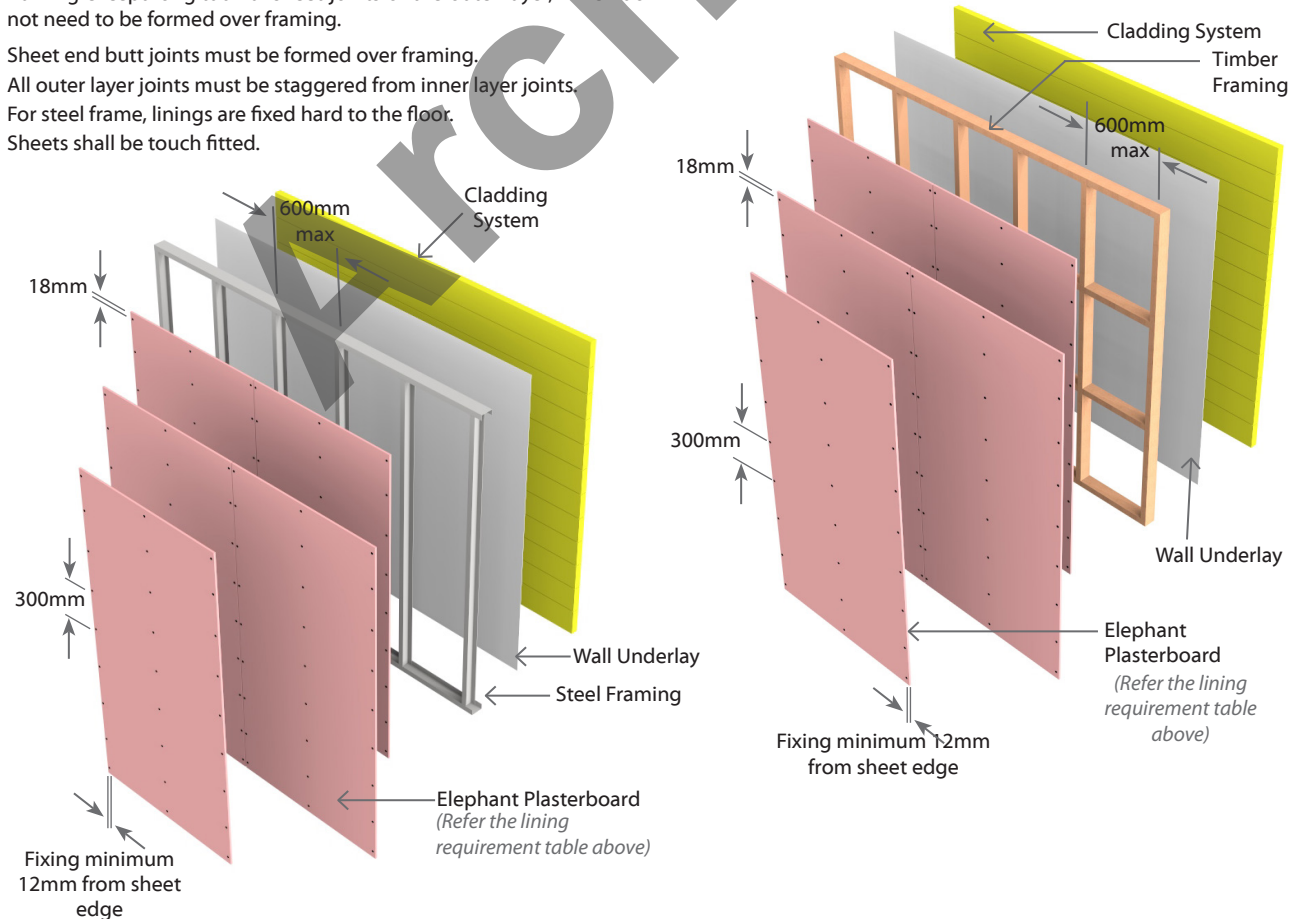 not need to be formed over framing.
Sheet end butt joints must be formed over framing.
All outer layer joints must be staggered from inner layer joints.
For steel frame, linings are fixed hard to the floor.
Sheets shall be touch fitted.
600mm
max
Cladding
System
18mm
300mm
Wall Underlay
Steel Framing
Elephant Plasterboard
(Refer the lining
requirement table above)
Fixing minimum
12mm from sheet
edge
Cladding System
Timber
Framing
600mm
max
18mm
300mm
Wall Underlay
Elephant
Plasterboard
(Refer the lining
requirement table
above)
Fixing minimum 12mm
from sheet edge